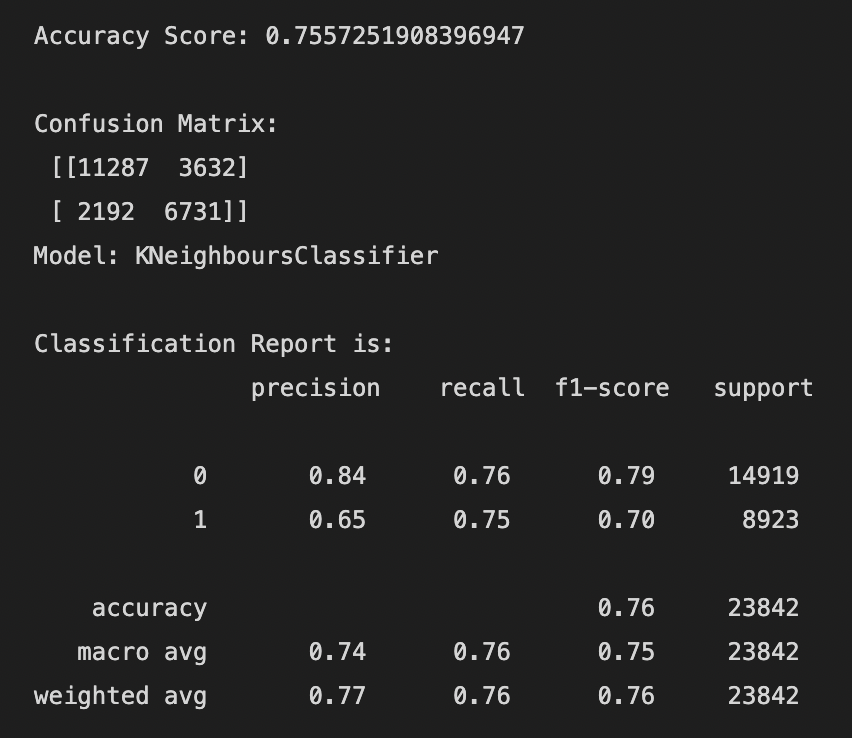 Accuracy Score: 0.7557251908396947
Confusion Matrix:
[[11287 3632]
[ 2192 6731]]
Model: KNeighboursClassifier
Classification Report is:
precision recall f1-score support
0 0.84 0.76 0.79 14919
1 0.65 0.75 0.70 8923
accuracy 0.76 23842
macro avg 0.74 0.76 0.75 23842
weighted avg 0.77 0.76 0.76 23842